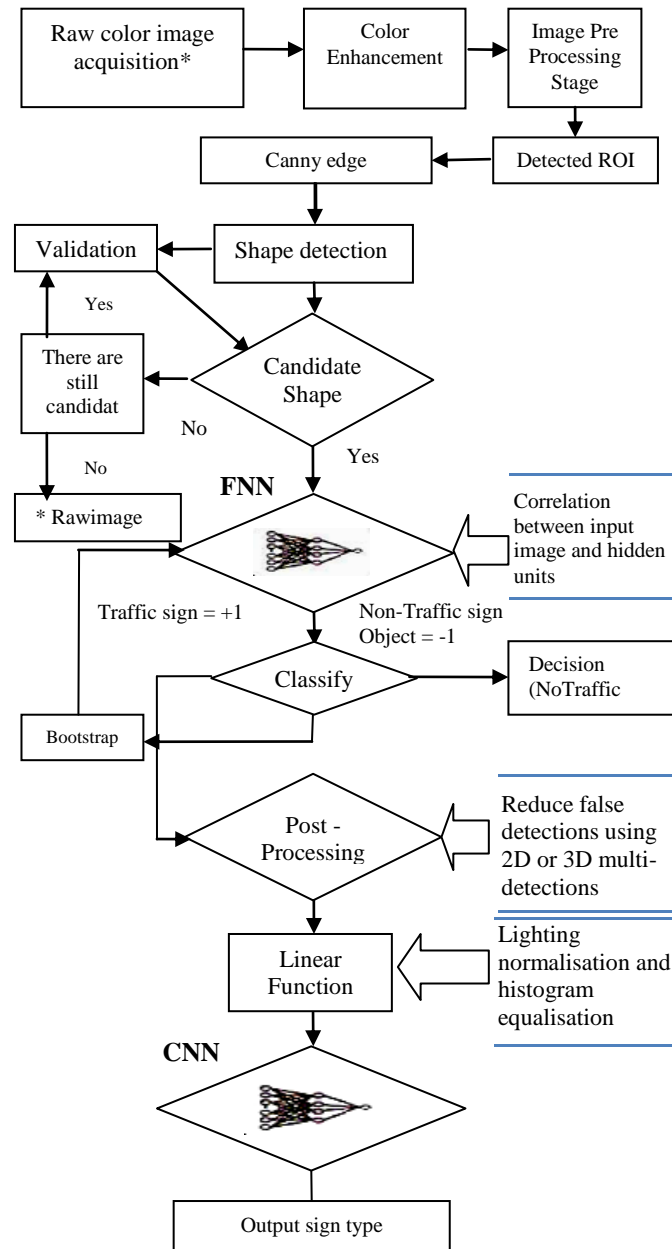 Raw color image
acquisition*
Color
Enhancement
Image Pre
Processing
Stage
Canny edge
Detected ROI
Validation
Shape detection
Yes
There are
still
candidat
Candidate
Shape
No
Yes
No
FNN
* Rawimage
Correlation
between input
image and hidden
units
Traffic sign = +1
Non-Traffic sign
Object = -1
Classify
Decision
(NoTraffic
Bootstrap
Post -
Processing
Reduce false
detections using
2D or 3D multi-
detections
Linear
Function
Lighting
normalisation and
histogram
equalisation
CNN
Output sign type